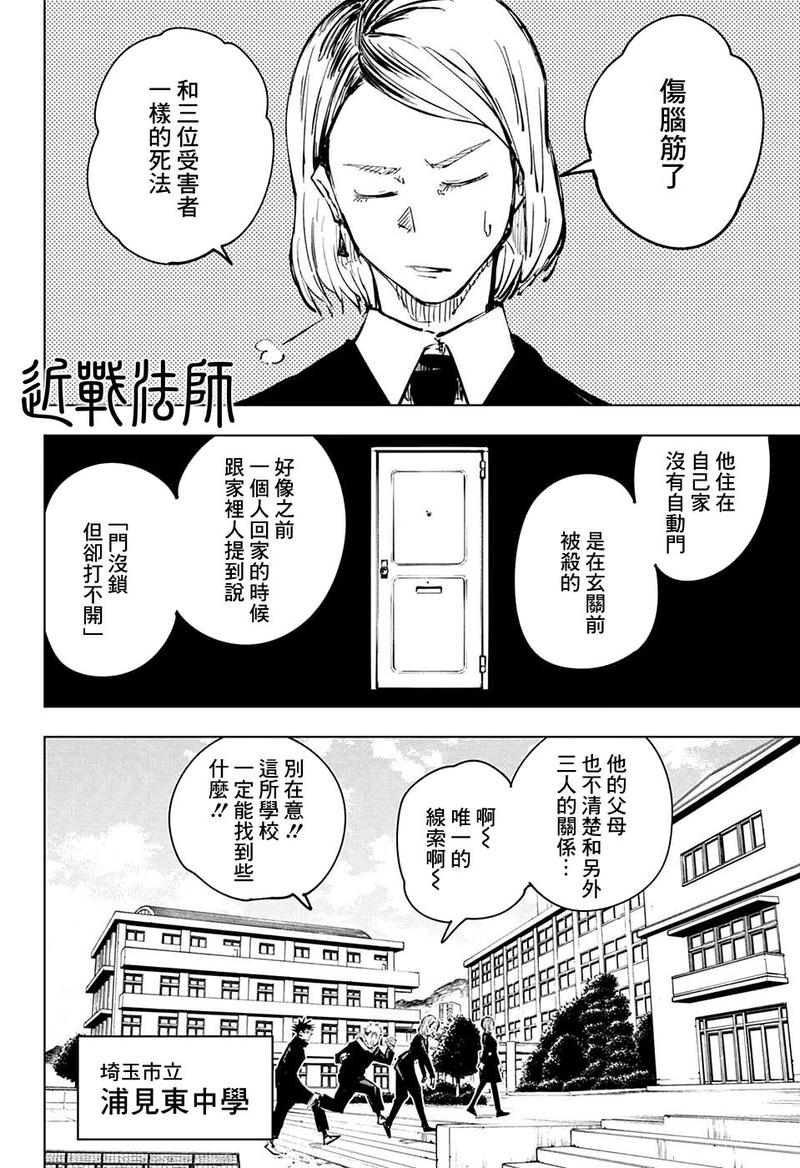 傷腦筋了
和三位受害者
一樣的死法
近戰法師
他住在
自己家
沒有自動門
是在玄關前
被殺的
好像之前
一個人回家的時候
跟家裡人提到說
「門沒鎖
但卻打不開」
他的父母
也不清楚和另外
三人的關係…
啊～
唯一的
線索啊～
別在意!!
這所學校
一定能找到些
什麼!!
埼玉市立
浦見東中學